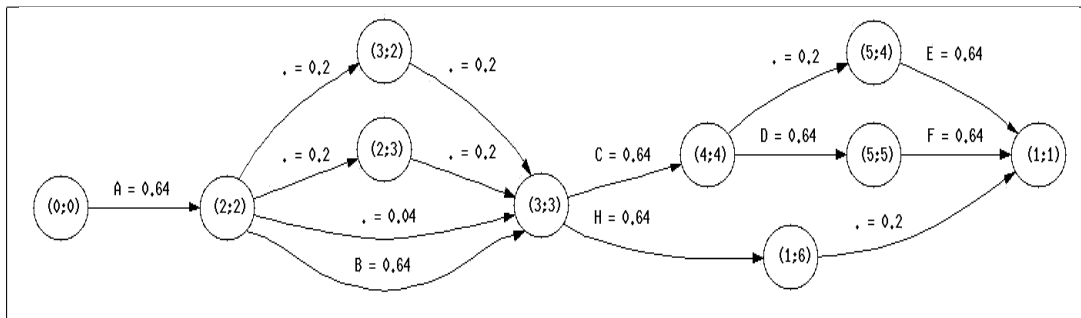 (0;0)
A = 0.64
(2;2)
. = 0.2
(3;2)
. = 0.2
. = 0.2
(2;3)
. = 0.2
. = 0.04
B = 0.64
(3;3)
C = 0.64
(4;4)
. = 0.2
(5;4)
E = 0.64
D = 0.64
(5;5)
F = 0.64
(1;1)
H = 0.64
(1;6)
. = 0.2